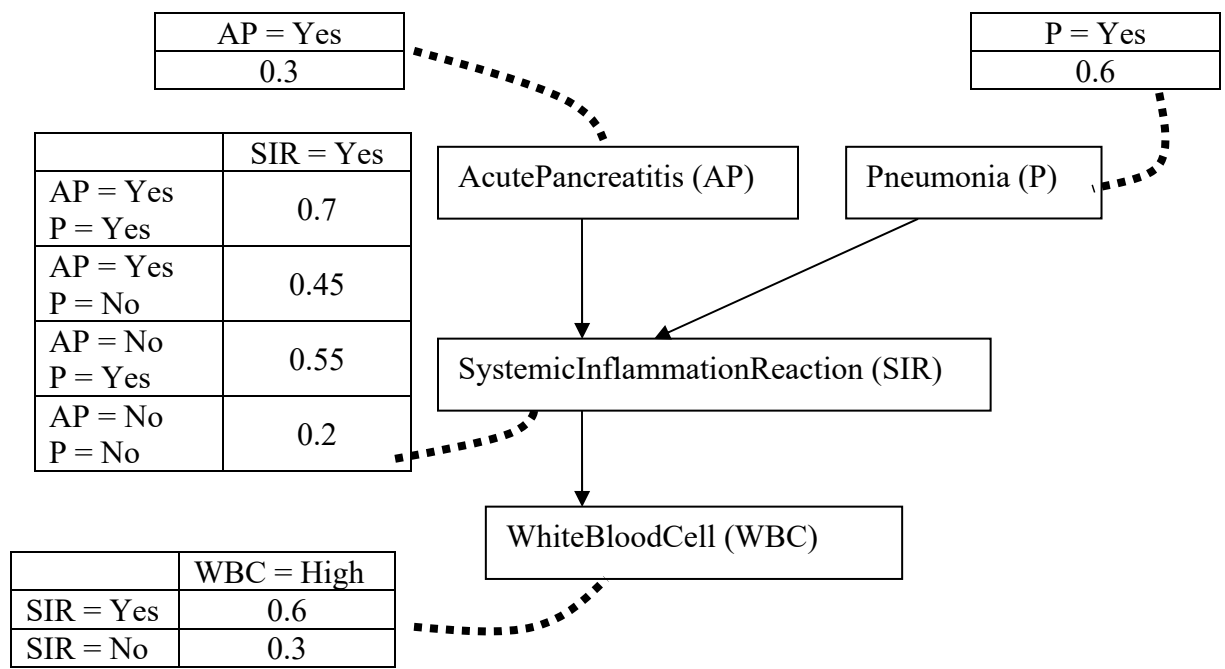 AP = Yes
0.3
P = Yes
0.6
SIR = Yes
AP = Yes
P = Yes
0.7
AP = Yes
P = No
0.45
AP = No
P = Yes
0.55
AP = No
P = No
0.2
AcutePancreatitis (AP)
Pneumonia (P)
SystemicInflammationReaction (SIR)
WhiteBloodCell (WBC)
WBC = High
SIR = Yes 0.6
SIR = No 0.3